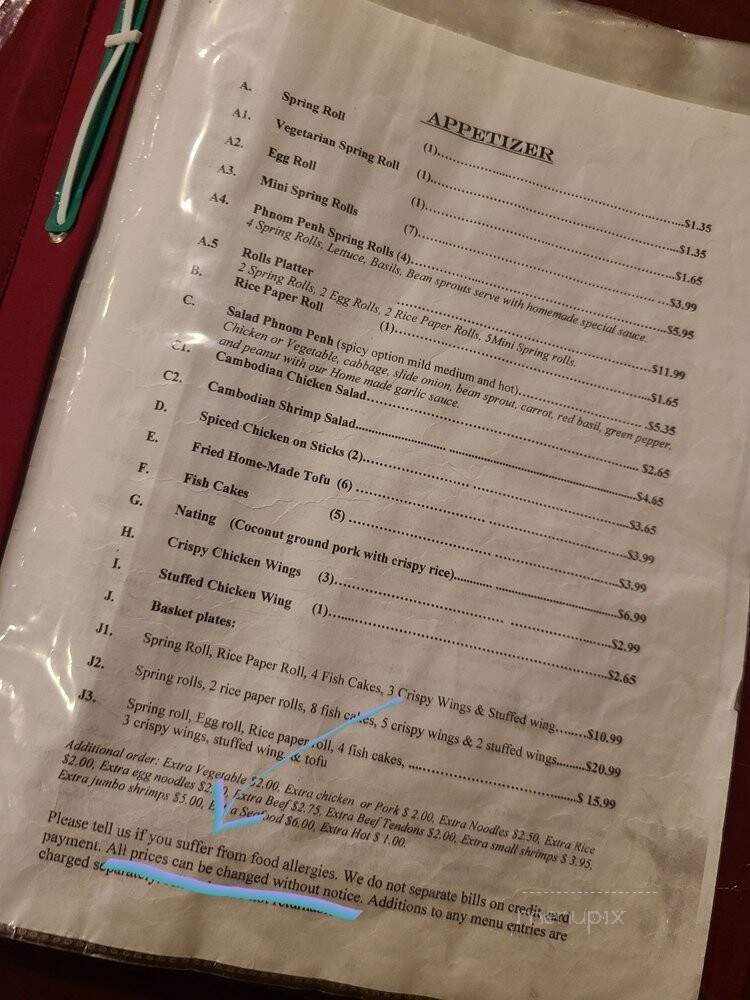 APPETIZER
A. Spring Roll (1)..........................................$1.35
A1. Vegetarian Spring Roll (1)..........................................$1.35
A2. Egg Roll (1)..........................................$1.65
A3. Mini Spring Rolls (7)..........................................$3.99
A4. Phnom Penh Spring Rolls (4)..........................................$5.95
4 Spring Rolls, Lettuce, Basils, Bean sprouts serve with homemade special sauce.
A.5 Rolls Platter ..........................................$11.99
2 Spring Rolls, 2 Egg Rolls, 2 Rice Paper Rolls, 5Mini Spring rolls.
B. Rice Paper Roll (1)..........................................$1.65
C. Salad Phnom Penh (spicy option mild medium and hot)....................$5.35
Chicken or Vegetable, cabbage, slide onion, bean sprout, carrot, red basil, green pepper,
and peanut with our Home made garlic sauce.
C1. Cambodian Chicken Salad..........................................$2.65
C2. Cambodian Shrimp Salad..........................................$4.65
D. Spiced Chicken on Sticks (2)..........................................$3.65
E. Fried Home-Made Tofu (6) ..........................................$3.99
F. Fish Cakes (5) ..........................................$3.99
G. Nating (Coconut ground pork with crispy rice)....................$6.99
H. Crispy Chicken Wings (3)..........................................$2.99
I. Stuffed Chicken Wing (1)..........................................$2.65
J. Basket plates:
J1. Spring Roll, Rice Paper Roll, 4 Fish Cakes, 3 Crispy Wings & Stuffed wing........$10.99
J2. Spring rolls, 2 rice paper rolls, 8 fish cakes, 5 crispy wings & 2 stuffed wings.......$20.99
J3. Spring roll, Egg roll, Rice paper roll, 4 fish cakes, ..............................$ 15.99
3 crispy wings, stuffed wing, & tofu
Additional order: Extra Vegetable $2.00, Extra chicken or Pork $ 2.00, Extra Noodles $2.50, Extra Rice
$2.00, Extra egg noodles Extra Beef $2.75, Extra Beef Tendons $2.00, Extra small shrimps $ 3.95.
Extra jumbo shrimps $5.00, Extra Seafood $6.00, Extra Hot $ 1.00.
Please tell us if you suffer from food allergies. We do not separate bills on credit card
payment. All prices can be changed without notice. Additions to any menu entries are
charged separately.
menupix